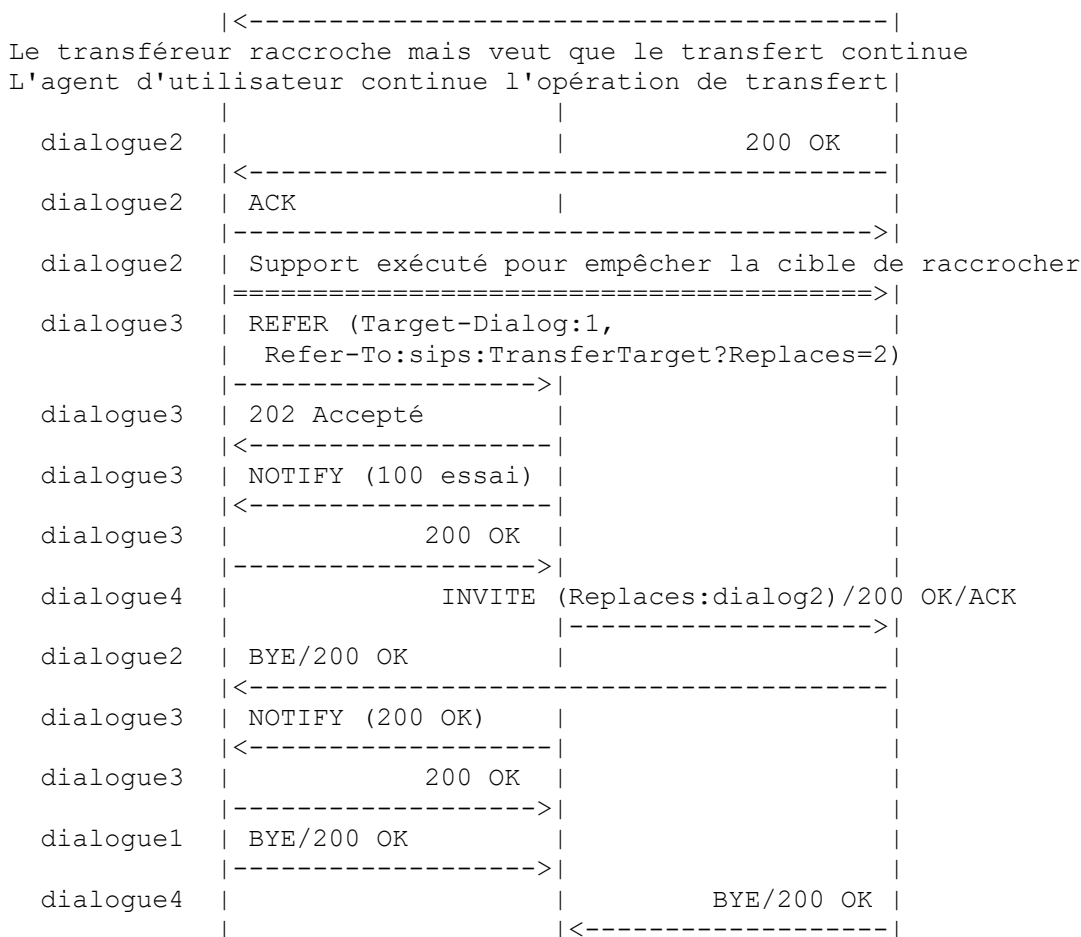 |<----------------------------------------|
Le transféreur raccroche mais veut que le transfert continue
L'agent d'utilisateur continue l'opération de transfert|
| | |
dialogue2 | | 200 OK |
|<----------------------------------------|
dialogue2 | ACK | |
|---------------------------------------->|
dialogue2 | Support exécuté pour empêcher la cible de raccrocher
|========================================>|
dialogue3 | REFER (Target-Dialog:1, |
| Refer-To:sips:TransferTarget?Replaces=2)
|------------------->| |
dialogue3 | 202 Accepté | |
|<-------------------| |
dialogue3 | NOTIFY (100 essai) | |
|<-------------------| |
dialogue3 | 200 OK | |
|------------------->| |
dialogue4 | INVITE (Replaces:dialog2)/200 OK/ACK
| |------------------->|
dialogue2 | BYE/200 OK | |
|<----------------------------------------|
dialogue3 | NOTIFY (200 OK) | |
|<-------------------| |
dialogue3 | 200 OK | |
|------------------->| |
dialogue1 | BYE/200 OK | |
|------------------->| |
dialogue4 | | BYE/200 OK |
| |<-------------------|